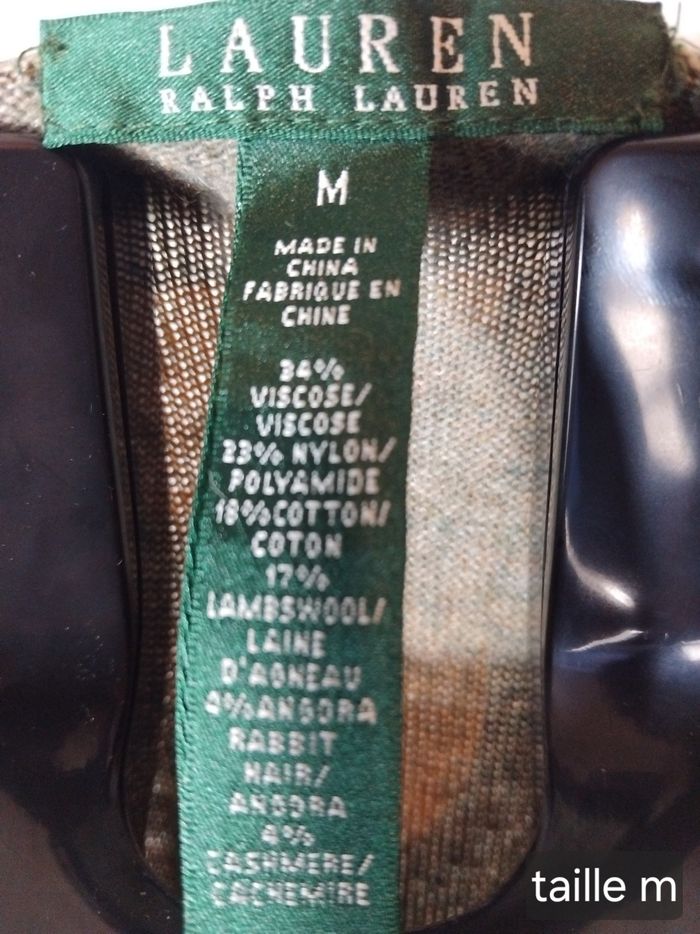 LAUREN
RALPH LAUREN
M
MADE IN
CHINA
FABRIQUE EN
CHINE
34%
VISCOSE/
VISCOSE
23% NYLON/
POLYAMIDE
18% COTTON/
COTON
17%
LAMBSWOOL/
LAINE
D'AGNEAU
4% ANGORA
RABBIT
HAIR/
ANGORA
4%
CASHMERE/
CACHEMIRE
taille m